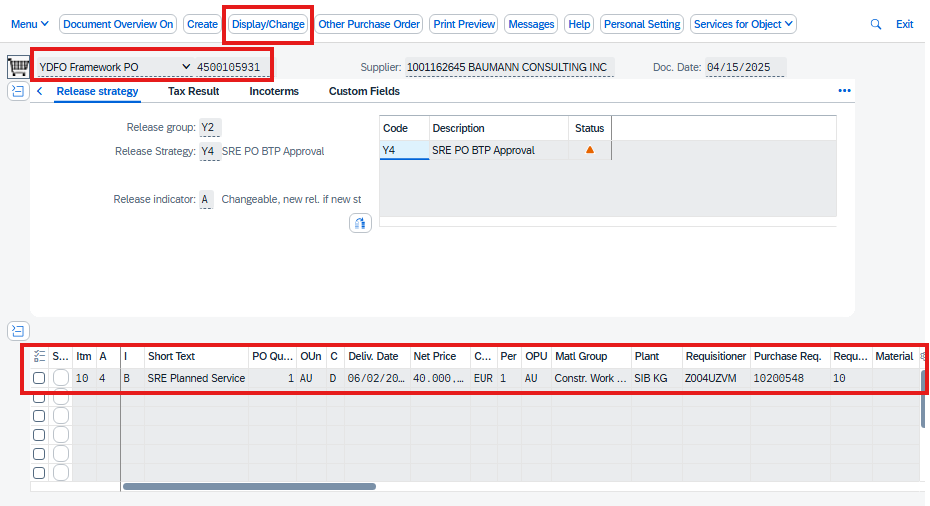 Menu Document Overview On Create Display/Change Other Purchase Order Print Preview Messages Help Personal Setting Services for Object Exit
YDFO Framework PO 4500105931 Supplier: 1001162645 BAUMANN CONSULTING INC Doc. Date: 04/15/2025
Release strategy Tax Result Incoterms Custom Fields
Release group: Y2
Release Strategy: Y4 SRE PO BTP Approval
Release indicator: A Changeable, new rel. if new st
Code Description Status
Y4 SRE PO BTP Approval
S... Itm A I Short Text PO Qu... OUn C Deliv. Date Net Price C... Per OPU Matl Group Plant Requisitioner Purchase Req. Requ... Material
10 4 B SRE Planned Service 1 AU D 06/02/20... 40.000,... EUR 1 AU Constr. Work ... SIB KG Z004UZVM 10200548 10